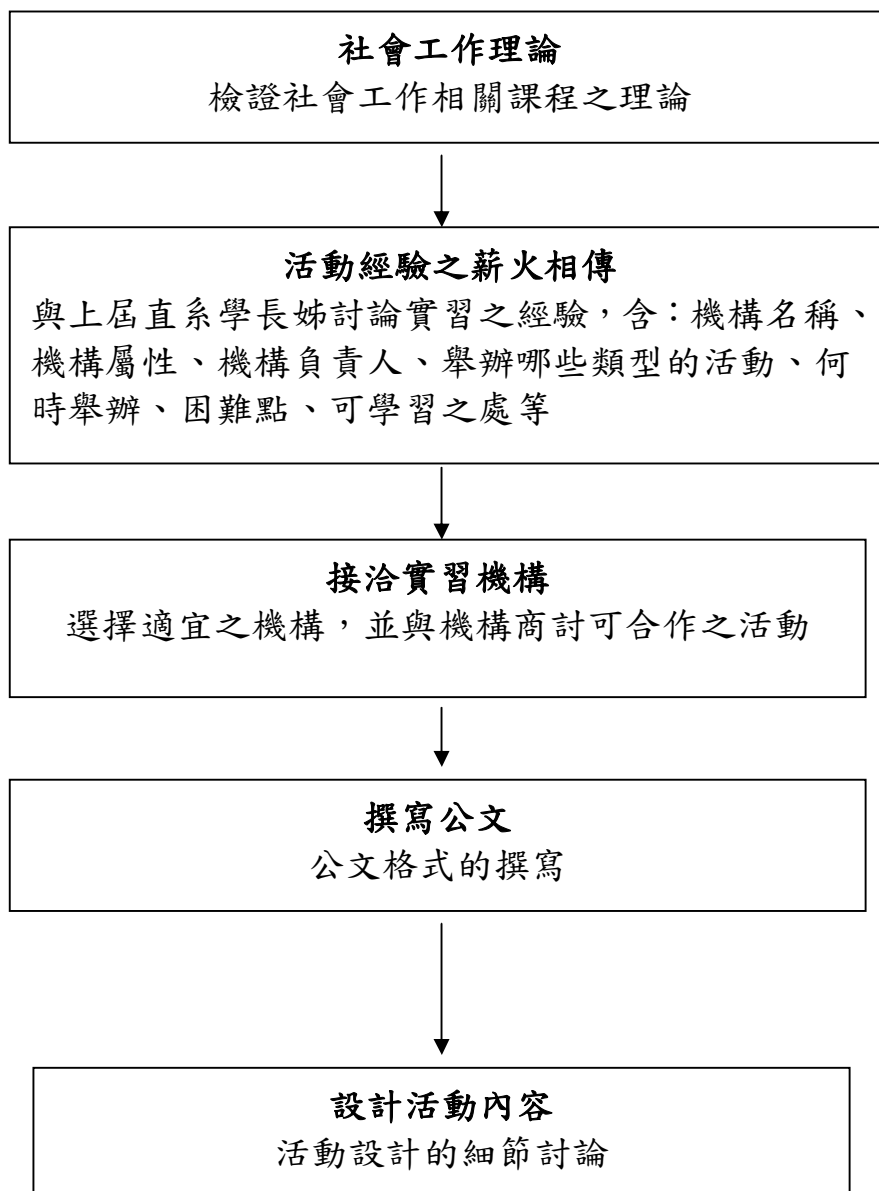 社會工作理論
檢證社會工作相關課程之理論
活動經驗之薪火相傳
與上屆直系學長姊討論實習之經驗，含：機構名稱、
機構屬性、機構負責人、舉辦哪些類型的活動、何
時舉辦、困難點、可學習之處等
接洽實習機構
選擇適宜之機構，並與機構商討可合作之活動
撰寫公文
公文格式的撰寫
設計活動內容
活動設計的細節討論